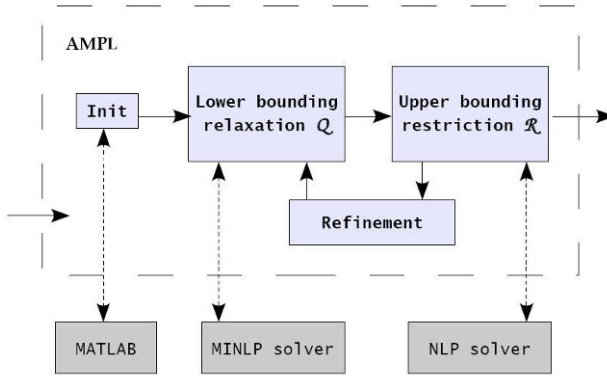 AMPL
Init
Lower bounding
relaxation Q
Upper bounding
restriction R
Refinement
MATLAB
MINLP solver
NLP solver